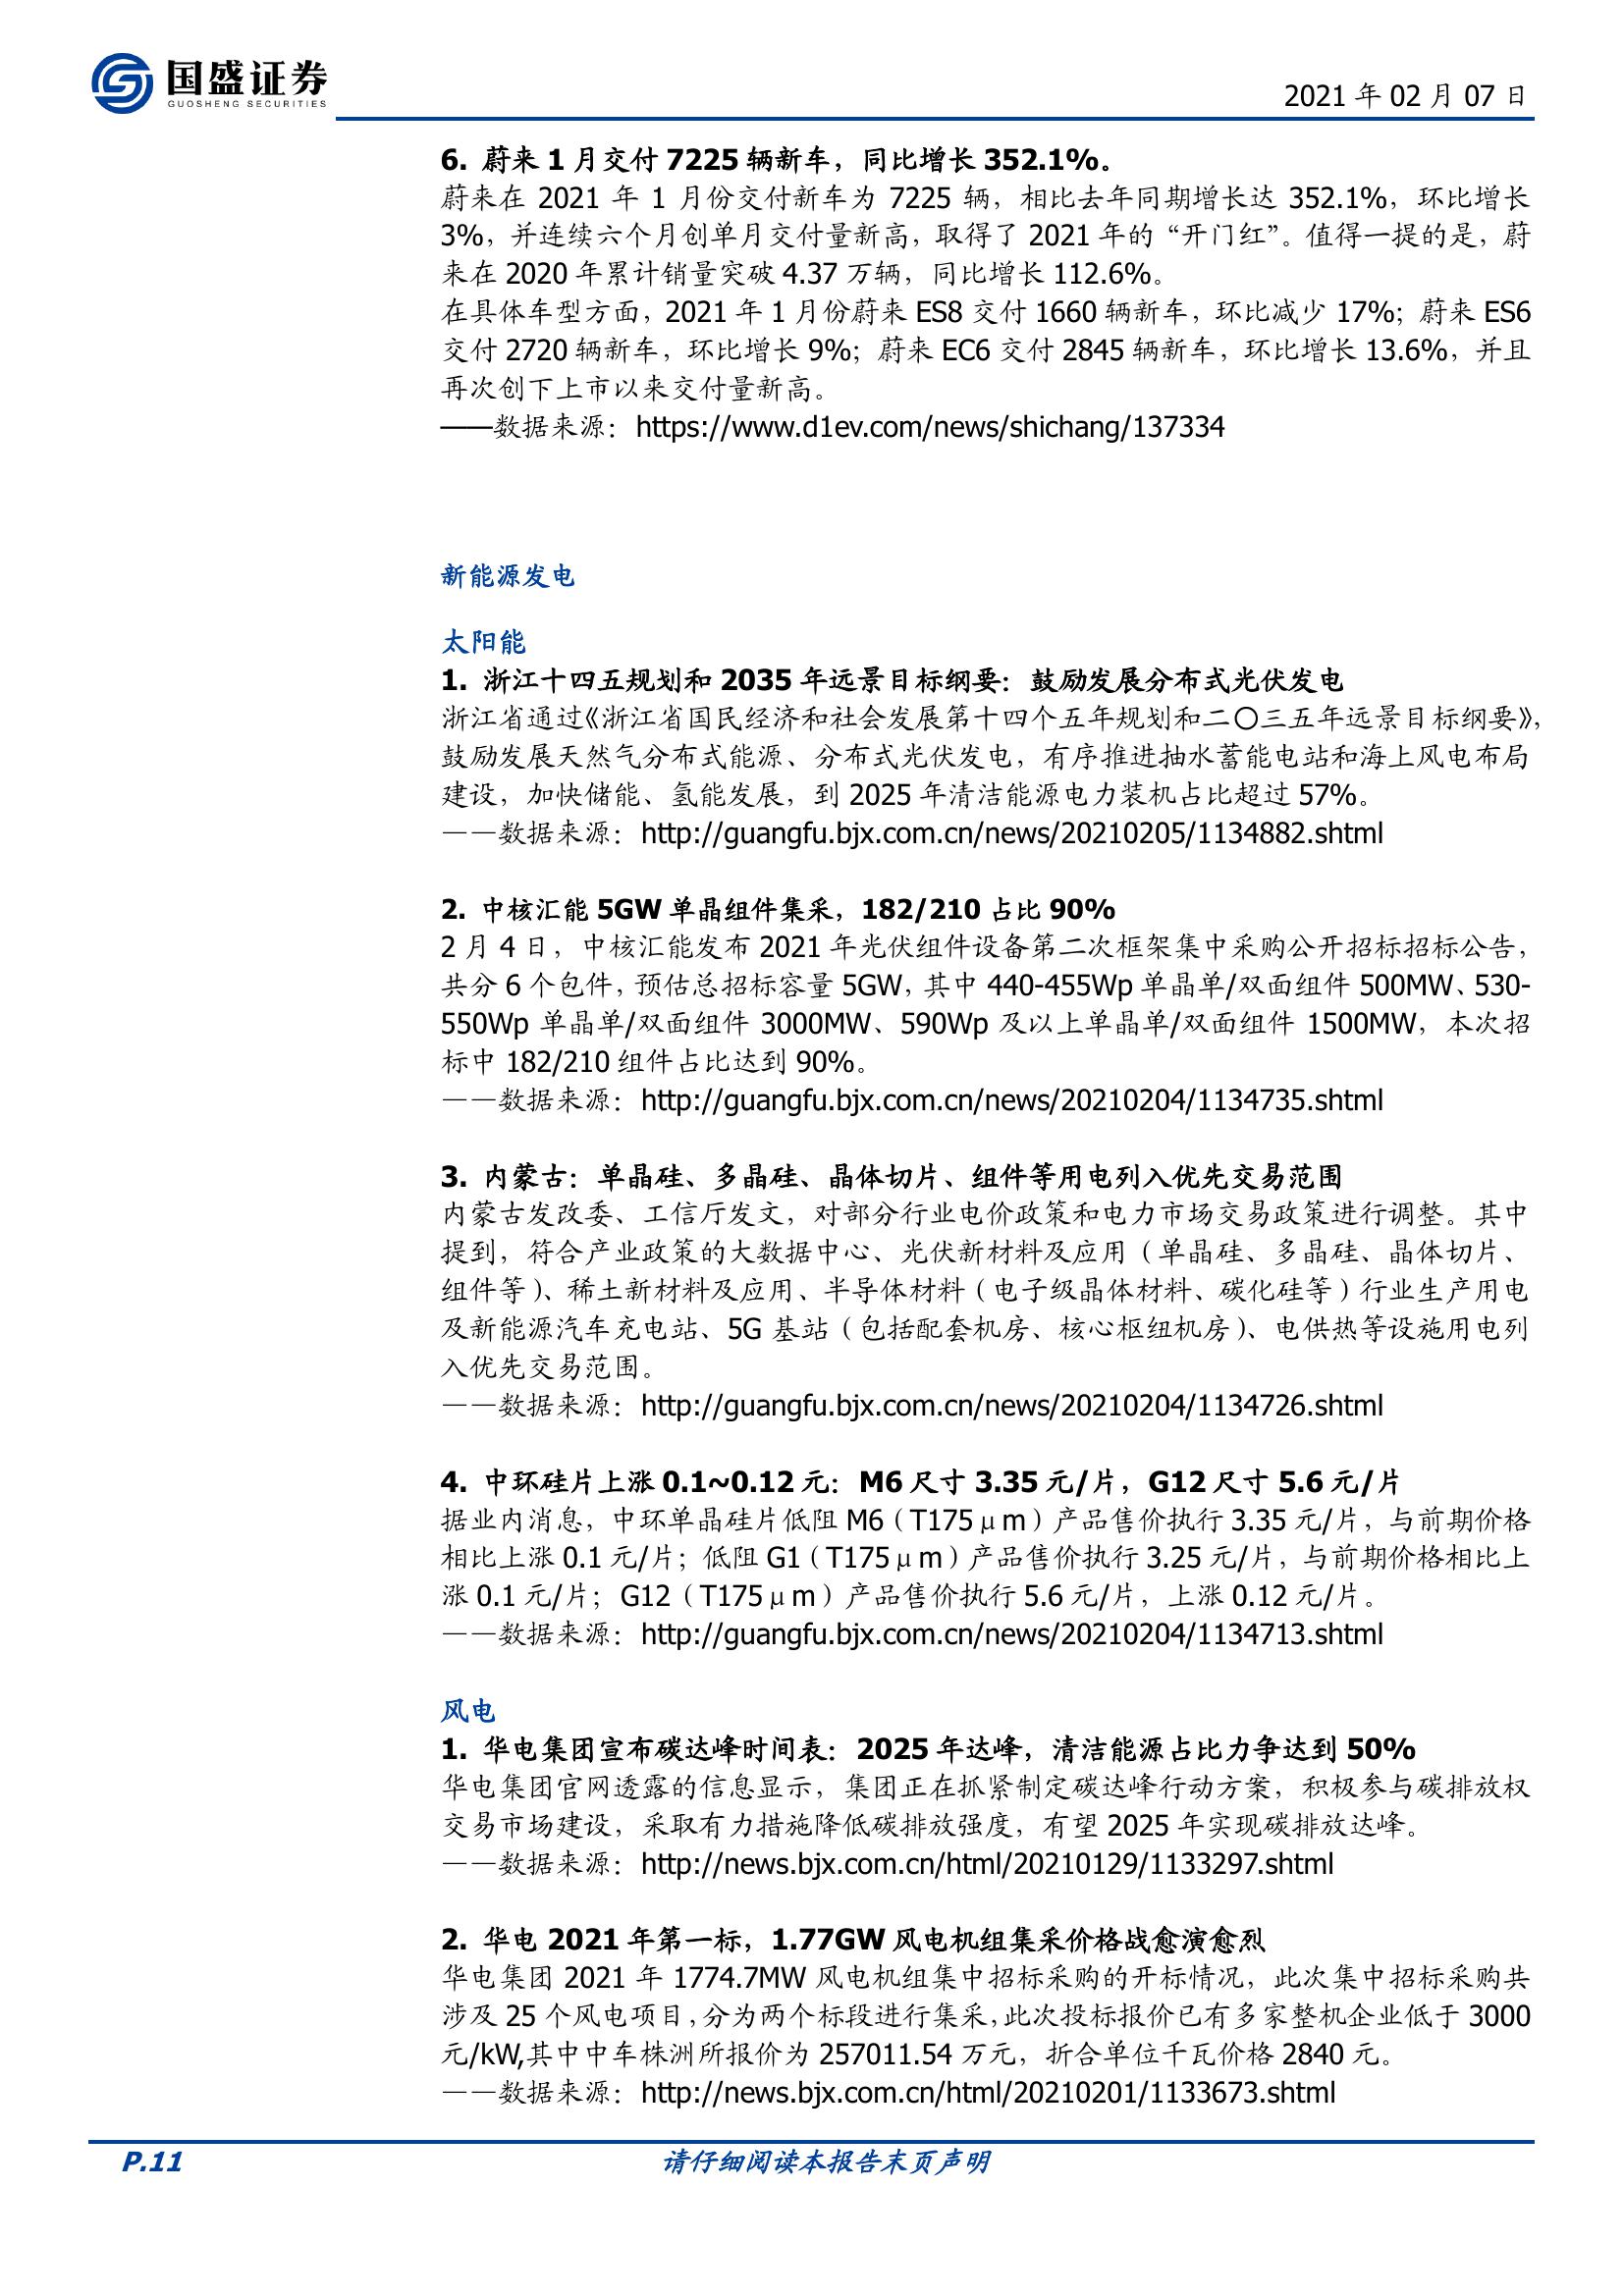 国盛证券
GUOSHENG SECURITIES
2021 年 02 月 07 日
6. 蔚来 1 月交付 7225 辆新车，同比增长 352.1%。
蔚来在 2021 年 1 月份交付新车为 7225 辆，相比去年同期增长达 352.1%，环比增长
3%，并连续六个月创单月交付量新高，取得了 2021 年的“开门红”。值得一提的是，蔚
来在 2020 年累计销量突破 4.37 万辆，同比增长 112.6%。
在具体车型方面，2021 年 1 月份蔚来 ES8 交付 1660 辆新车，环比减少 17%；蔚来 ES6
交付 2720 辆新车，环比增长 9%；蔚来 EC6 交付 2845 辆新车，环比增长 13.6%，并且
再次创下上市以来交付量新高。
——数据来源：https://www.d1ev.com/news/shichang/137334
新能源发电
太阳能
1. 浙江十四五规划和 2035 年远景目标纲要：鼓励发展分布式光伏发电
浙江省通过《浙江省国民经济和社会发展第十四个五年规划和二〇三五年远景目标纲要》，
鼓励发展天然气分布式能源、分布式光伏发电，有序推进抽水蓄能电站和海上风电布局
建设，加快储能、氢能发展，到 2025 年清洁能源电力装机占比超过 57%。
——数据来源：http://guangfu.bjx.com.cn/news/20210205/1134882.shtml
2. 中核汇能 5GW 单晶组件集采，182/210 占比 90%
2 月 4 日，中核汇能发布 2021 年光伏组件设备第二次框架集中采购公开招标招标公告，
共分 6 个包件，预估总招标容量 5GW，其中 440-455Wp 单晶单/双面组件 500MW、530-
550Wp 单晶单/双面组件 3000MW、590Wp 及以上单晶单/双面组件 1500MW，本次招
标中 182/210 组件占比达到 90%。
——数据来源：http://guangfu.bjx.com.cn/news/20210204/1134735.shtml
3. 内蒙古：单晶硅、多晶硅、晶体切片、组件等用电列入优先交易范围
内蒙古发改委、工信厅发文，对部分行业电价政策和电力市场交易政策进行调整。其中
提到，符合产业政策的大数据中心、光伏新材料及应用（单晶硅、多晶硅、晶体切片、
组件等）、稀土新材料及应用、半导体材料（电子级晶体材料、碳化硅等）行业生产用电
及新能源汽车充电站、5G 基站（包括配套机房、核心枢纽机房）、电供热等设施用电列
入优先交易范围。
——数据来源：http://guangfu.bjx.com.cn/news/20210204/1134726.shtml
4. 中环硅片上涨 0.1~0.12 元：M6 尺寸 3.35 元/片，G12 尺寸 5.6 元/片
据业内消息，中环单晶硅片低阻 M6（T175μm）产品售价执行 3.35 元/片，与前期价格
相比上涨 0.1 元/片；低阻 G1（T175μm）产品售价执行 3.25 元/片，与前期价格相比上
涨 0.1 元/片；G12（T175μm）产品售价执行 5.6 元/片，上涨 0.12 元/片。
——数据来源：http://guangfu.bjx.com.cn/news/20210204/1134713.shtml
风电
1. 华电集团宣布碳达峰时间表：2025 年达峰，清洁能源占比力争达到 50%
华电集团官网透露的信息显示，集团正在抓紧制定碳达峰行动方案，积极参与碳排放权
交易市场建设，采取有力措施降低碳排放强度，有望 2025 年实现碳排放达峰。
——数据来源：http://news.bjx.com.cn/html/20210129/1133297.shtml
2. 华电 2021 年第一标，1.77GW 风电机组集采价格战愈演愈烈
华电集团 2021 年 1774.7MW 风电机组集中招标采购的开标情况，此次集中招标采购共
涉及 25 个风电项目，分为两个标段进行集采，此次投标报价已有多家整机企业低于 3000
元/kW,其中中车株洲所报价为 257011.54 万元，折合单位千瓦价格 2840 元。
——数据来源：http://news.bjx.com.cn/html/20210201/1133673.shtml
P.11
请仔细阅读本报告末页声明